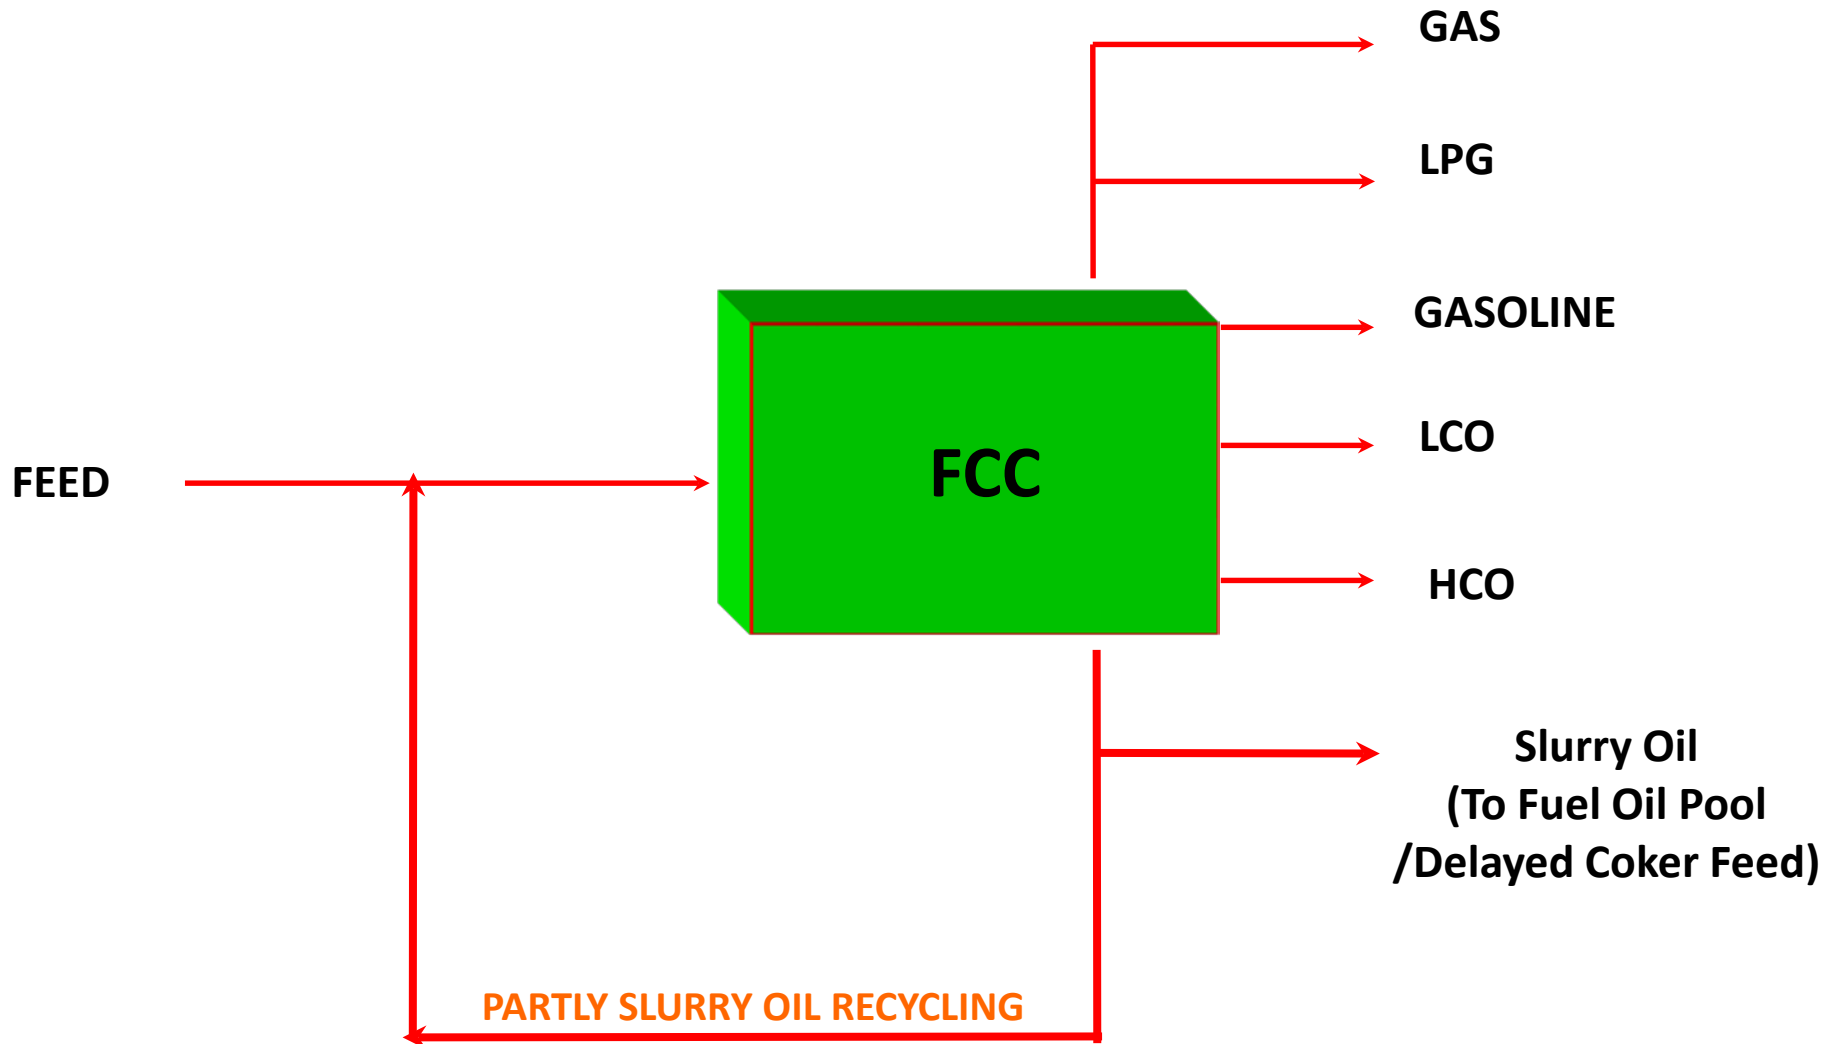 GAS
LPG
GASOLINE
LCO
FCC
FEED
HCO
Slurry Oil
(To Fuel Oil Pool
/Delayed Coker Feed)
PARTLY SLURRY OIL RECYCLING